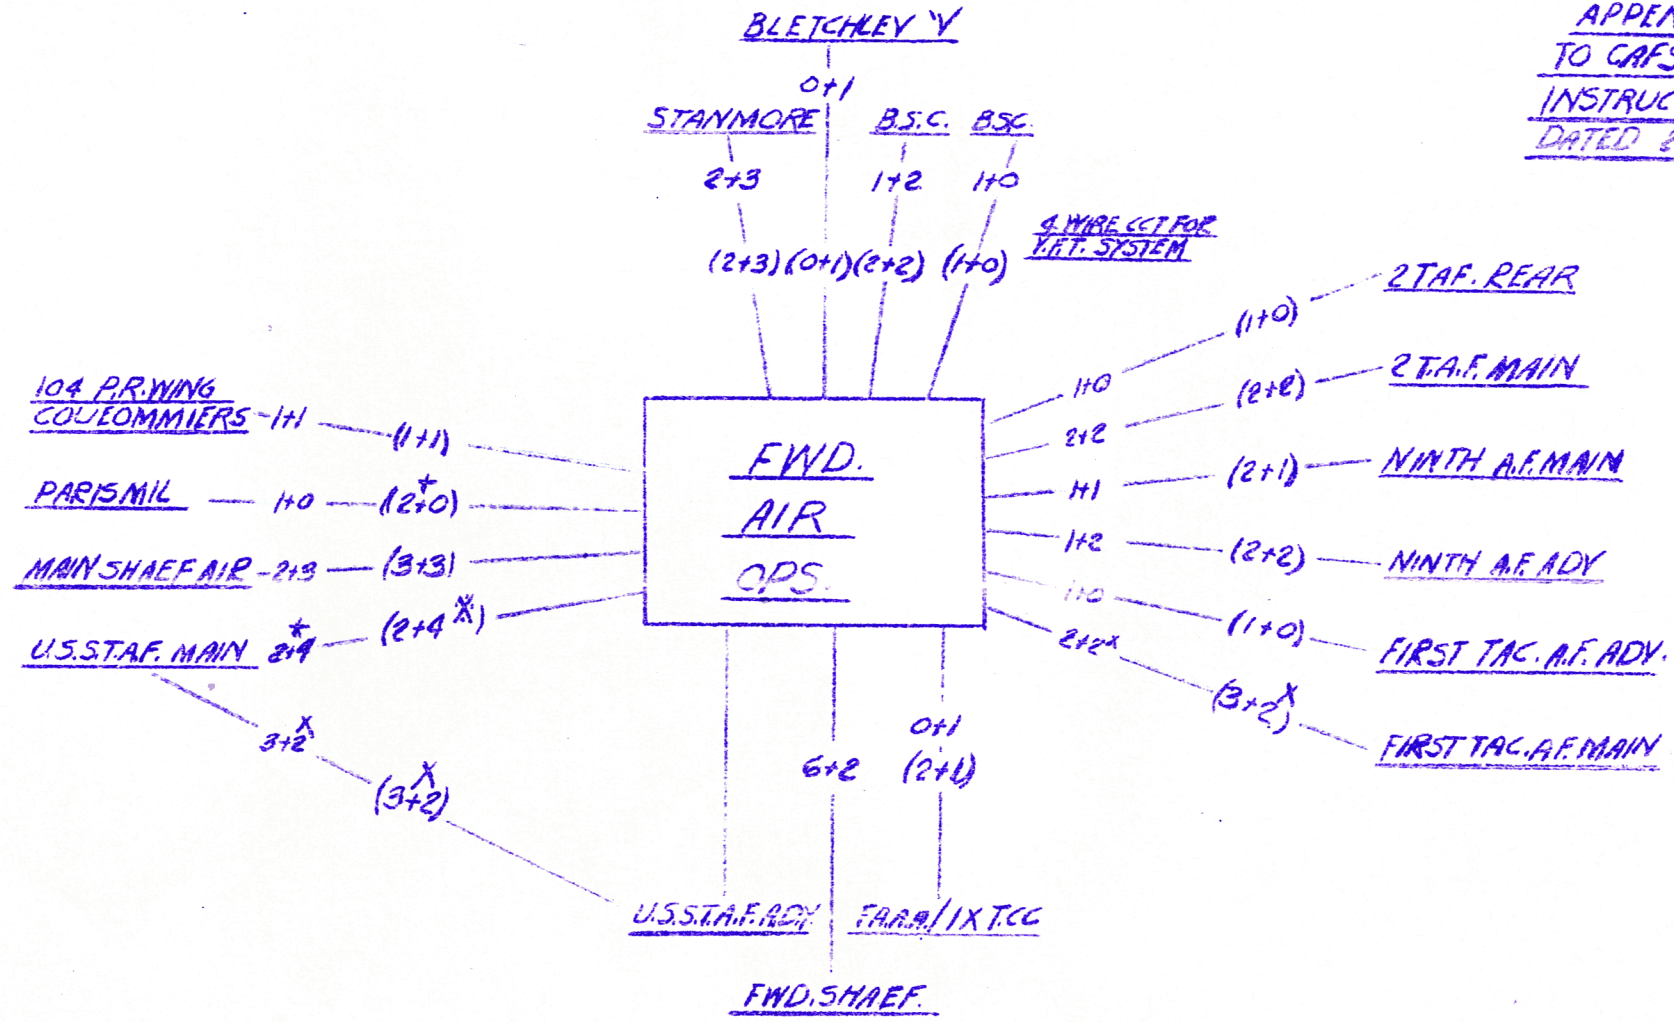 BLETCHLEY 'Y'
APPEN
TO CAFS
INSTRUC
DATED 2
0+1
STANMORE
B.S.C.
B.S.C.
2+3
1+2
1+0
4 WIRE CCT FOR
V.F.T. SYSTEM
(2+3)
(0+1)
(2+2)
(1+0)
2 TAF. REAR
(1+0)
1+0
2 T.A.F. MAIN
(2+2)
2+2
104 P.R. WING
COULOMMIERS
1+1
(1+1)
FWD.
AIR
OPS.
NINTH A.F. MAIN
(2+1)
1+1
PARIS MIL
1+0
(2+0)
+
MAIN SHAEF AIR
2+3
(3+3)
1+2
(2+2)
NINTH A.F. ADV
1+0
(1+0)
FIRST TAC. A.F. ADV.
U.S.S.T.A.F. MAIN
+
2+4
(2+4 X)
2+2 X
(3+2)
X
FIRST TAC. A.F. MAIN
X
3+2
X
(3+2)
6+2
0+1
(2+1)
U.S.S.T.A.F. ADV
F.A.A.A./IX T.CC
FWD. SHAEF.